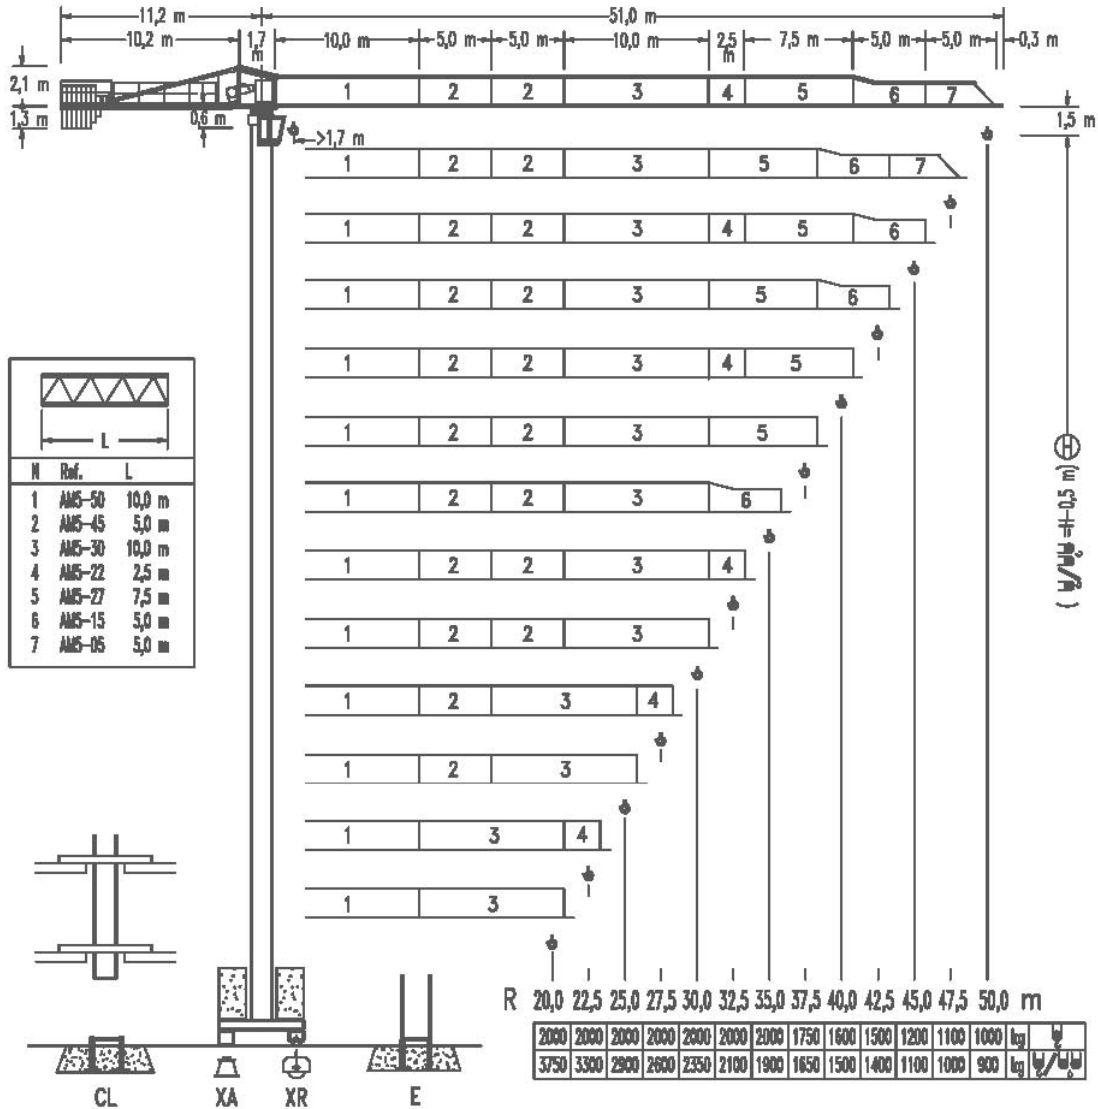 11,2 m 51,0 m
10,2 m 1,7 m 10,0 m 5,0 m 5,0 m 10,0 m 2,5 m 7,5 m 5,0 m 5,0 m 0,3 m
2,1 m 1 2 2 3 4 5 6 7
1,3 m 0,6 m 1,5 m
>1,7 m
1 2 2 3 5 6 7
1 2 2 3 4 5 6
1 2 2 3 5 6
1 2 2 3 4 5
1 2 2 3 5
1 2 2 3 6
1 2 2 3 4
1 2 2 3
1 2 3 4
1 2 3
1 3 4
1 3
H
( / =H-0,5 m)
L
N Ref. L
1 AM5-50 10,0 m
2 AM5-45 5,0 m
3 AM5-30 10,0 m
4 AM5-22 2,5 m
5 AM5-27 7,5 m
6 AM5-15 5,0 m
7 AM5-05 5,0 m
R 20,0 22,5 25,0 27,5 30,0 32,5 35,0 37,5 40,0 42,5 45,0 47,5 50,0 m
2000 2000 2000 2000 2000 2000 2000 1750 1600 1500 1200 1100 1000 kg
3750 3300 2900 2600 2350 2100 1900 1650 1500 1400 1100 1000 900 kg /
CL XA XR E